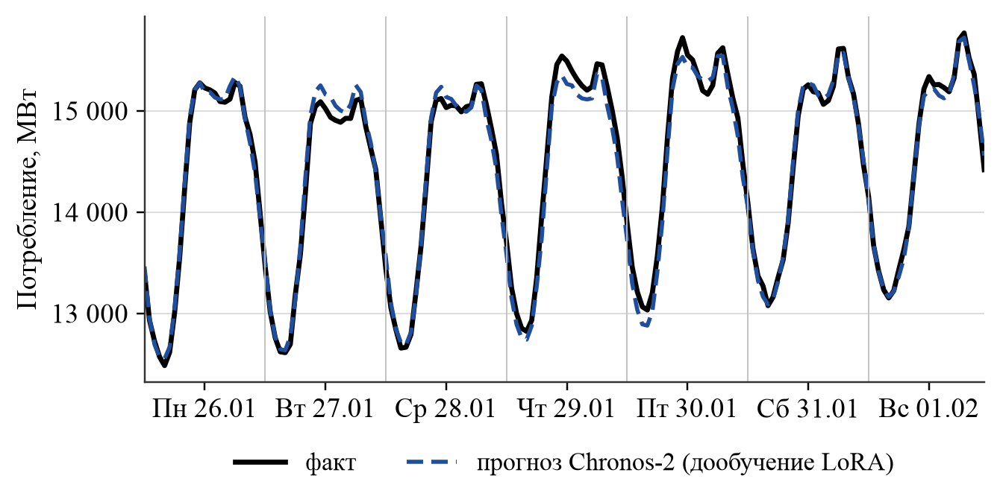 Потребление, МВт
15 000
14 000
13 000
Пн 26.01 Вт 27.01 Ср 28.01 Чт 29.01 Пт 30.01 Сб 31.01 Вс 01.02
факт прогноз Chronos-2 (дообучение LoRA)